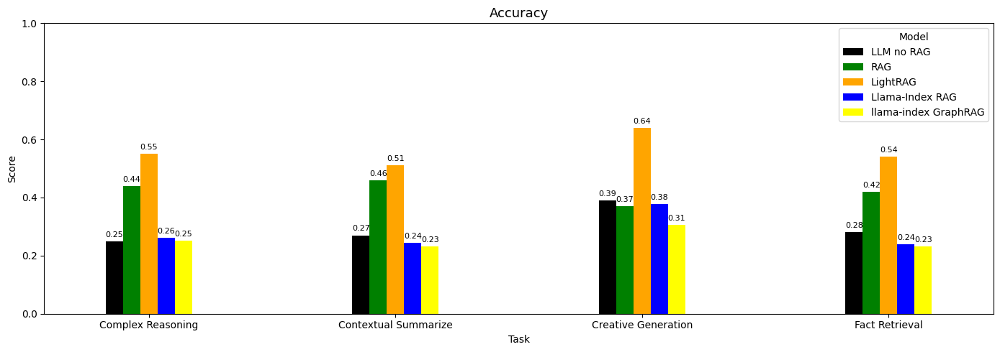 Accuracy
1.0
0.8
0.6
0.4
0.2
0.0
Score
Model
LLM no RAG
RAG
LightRAG
Llama-Index RAG
llama-index GraphRAG
0.25
0.44
0.55
0.26
0.25
0.27
0.46
0.51
0.24
0.23
0.39
0.37
0.64
0.38
0.31
0.28
0.42
0.54
0.24
0.23
Complex Reasoning
Contextual Summarize
Creative Generation
Fact Retrieval
Task